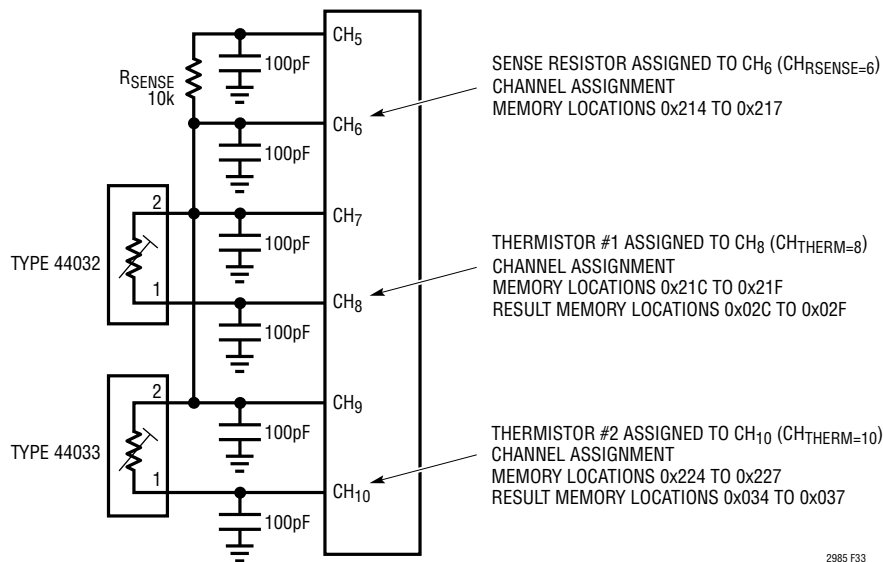 CH5
100pF
RSENSE
10k
CH6
100pF
SENSE RESISTOR ASSIGNED TO CH6 (CHRSENSE=6)
CHANNEL ASSIGNMENT
MEMORY LOCATIONS 0x214 TO 0x217
2
CH7
100pF
TYPE 44032
1
CH8
100pF
THERMISTOR #1 ASSIGNED TO CH8 (CHTHERM=8)
CHANNEL ASSIGNMENT
MEMORY LOCATIONS 0x21C TO 0x21F
RESULT MEMORY LOCATIONS 0x02C TO 0x02F
2
CH9
100pF
TYPE 44033
1
CH10
100pF
THERMISTOR #2 ASSIGNED TO CH10 (CHTHERM=10)
CHANNEL ASSIGNMENT
MEMORY LOCATIONS 0x224 TO 0x227
RESULT MEMORY LOCATIONS 0x034 TO 0x037
2985 F33